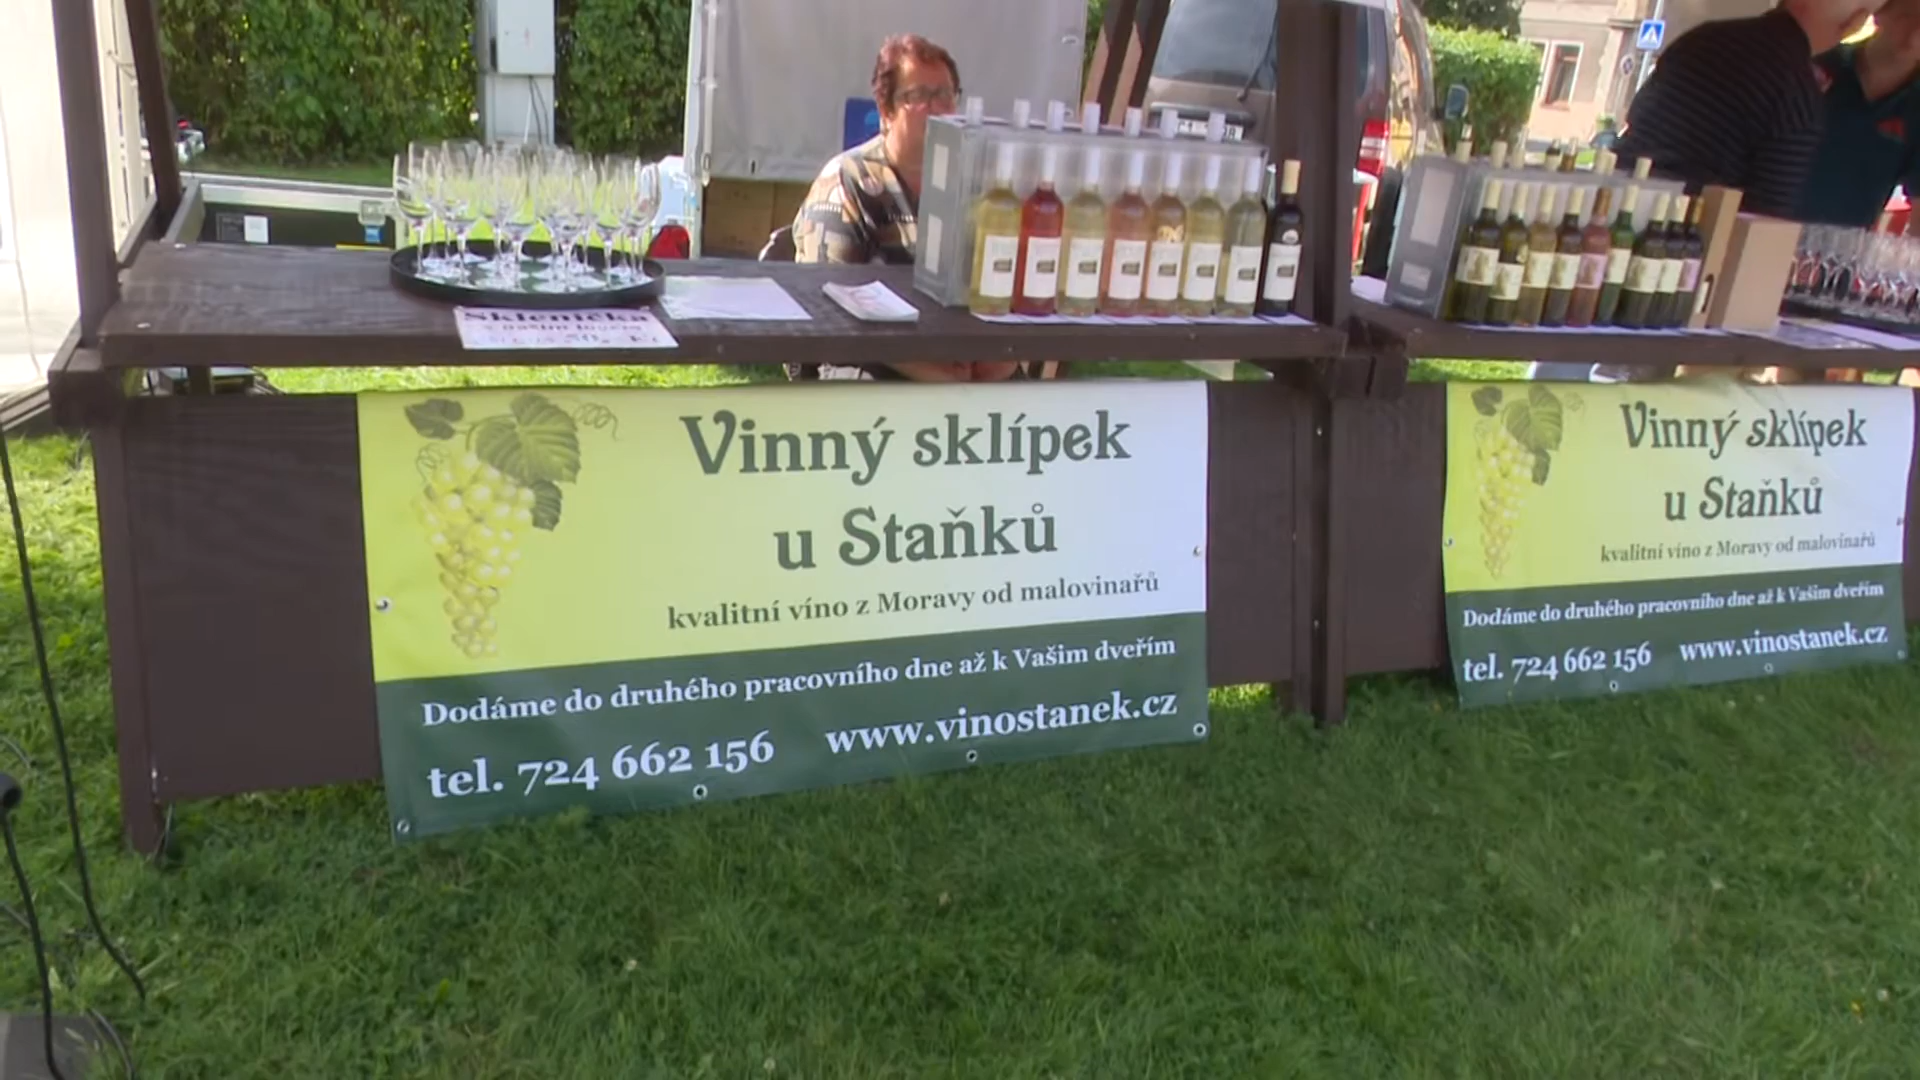 Sklenička
Vinný sklípek
u Staňků
kvalitní víno z Moravy od malovinařů
Dodáme do druhého pracovního dne až k Vašim dveřím
tel. 724 662 156 www.vinostanek.cz
Vinný sklípek
u Staňků
kvalitní víno z Moravy od malovinařů
Dodáme do druhého pracovního dne až k Vašim dveřím
tel. 724 662 156 www.vinostanek.cz